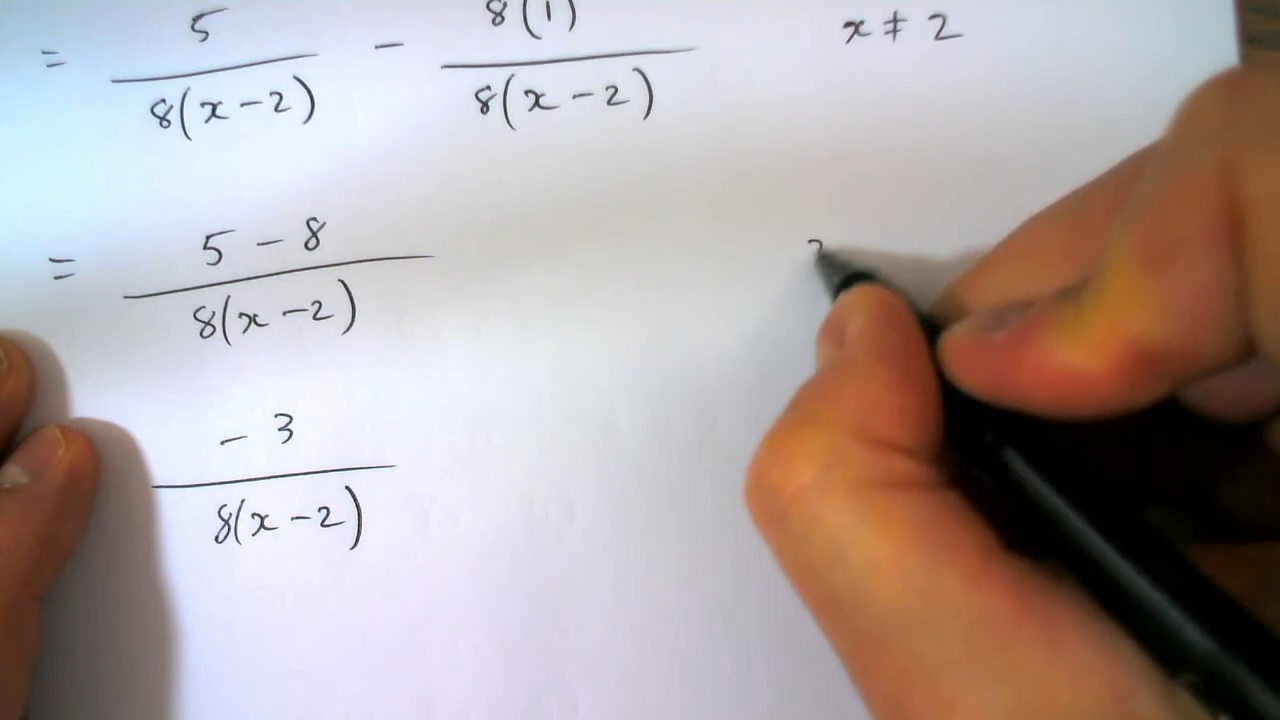 = 5/8(x-2) - 8(1)/8(x-2) x ≠ 2
= 5-8/8(x-2)
-3/8(x-2)